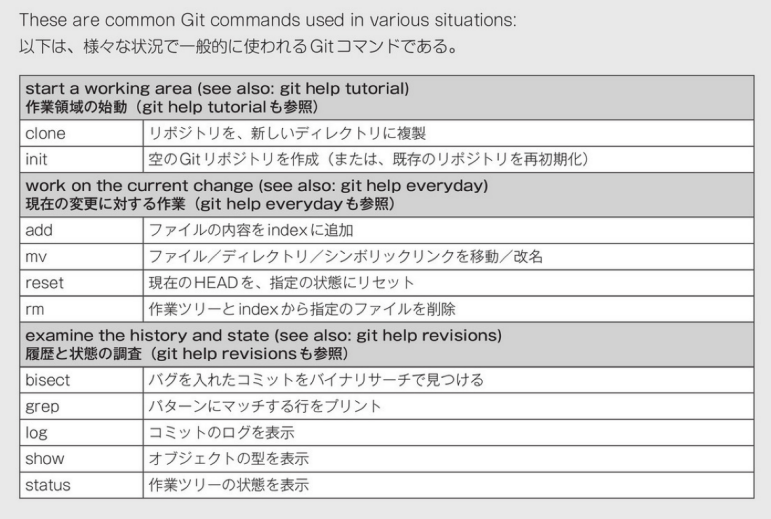 These are common Git commands used in various situations:
以下は、様々な状況で一般的に使われるGitコマンドである。
start a working area (see also: git help tutorial)
作業領域の始動（git help tutorialも参照）
clone リポジトリを、新しいディレクトリに複製
init 空のGitリポジトリを作成（または、既存のリポジトリを再初期化）
work on the current change (see also: git help everyday)
現在の変更に対する作業（git help everydayも参照）
add ファイルの内容をindexに追加
mv ファイル／ディレクトリ／シンボリックリンクを移動／改名
reset 現在のHEADを、指定の状態にリセット
rm 作業ツリーとindexから指定のファイルを削除
examine the history and state (see also: git help revisions)
履歴と状態の調査（git help revisionsも参照）
bisect バグを入れたコミットをバイナリサーチで見つける
grep パターンにマッチする行をプリント
log コミットのログを表示
show オブジェクトの型を表示
status 作業ツリーの状態を表示